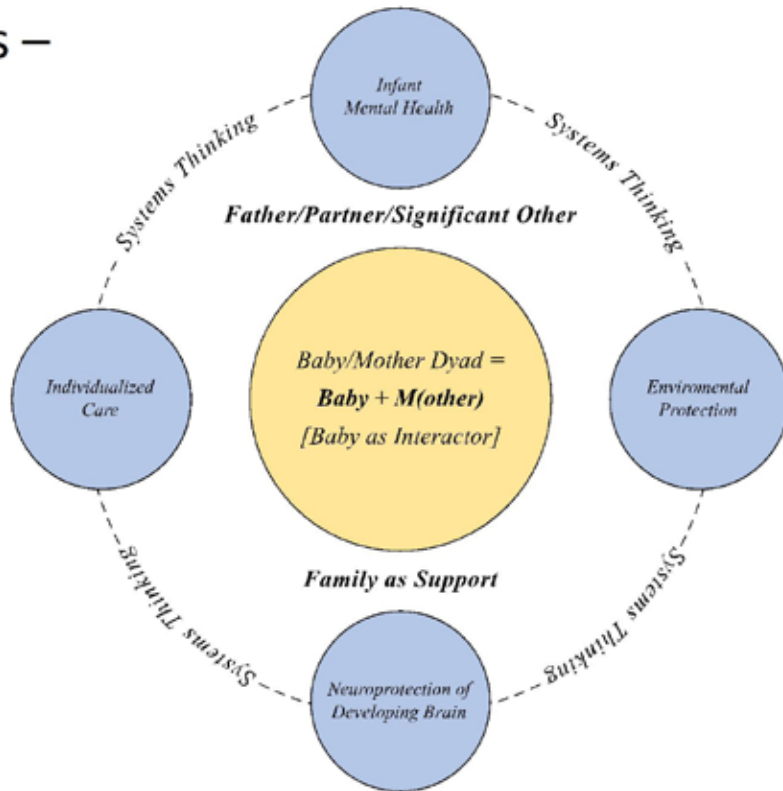 s –
Infant
Mental Health
Systems Thinking
Systems Thinking
Father/Partner/Significant Other
Individualized
Care
Baby/Mother Dyad =
Baby + M(other)
[Baby as Interactor]
Enviromental
Protection
Family as Support
Systems Thinking
Systems Thinking
Neuroprotection of
Developing Brain